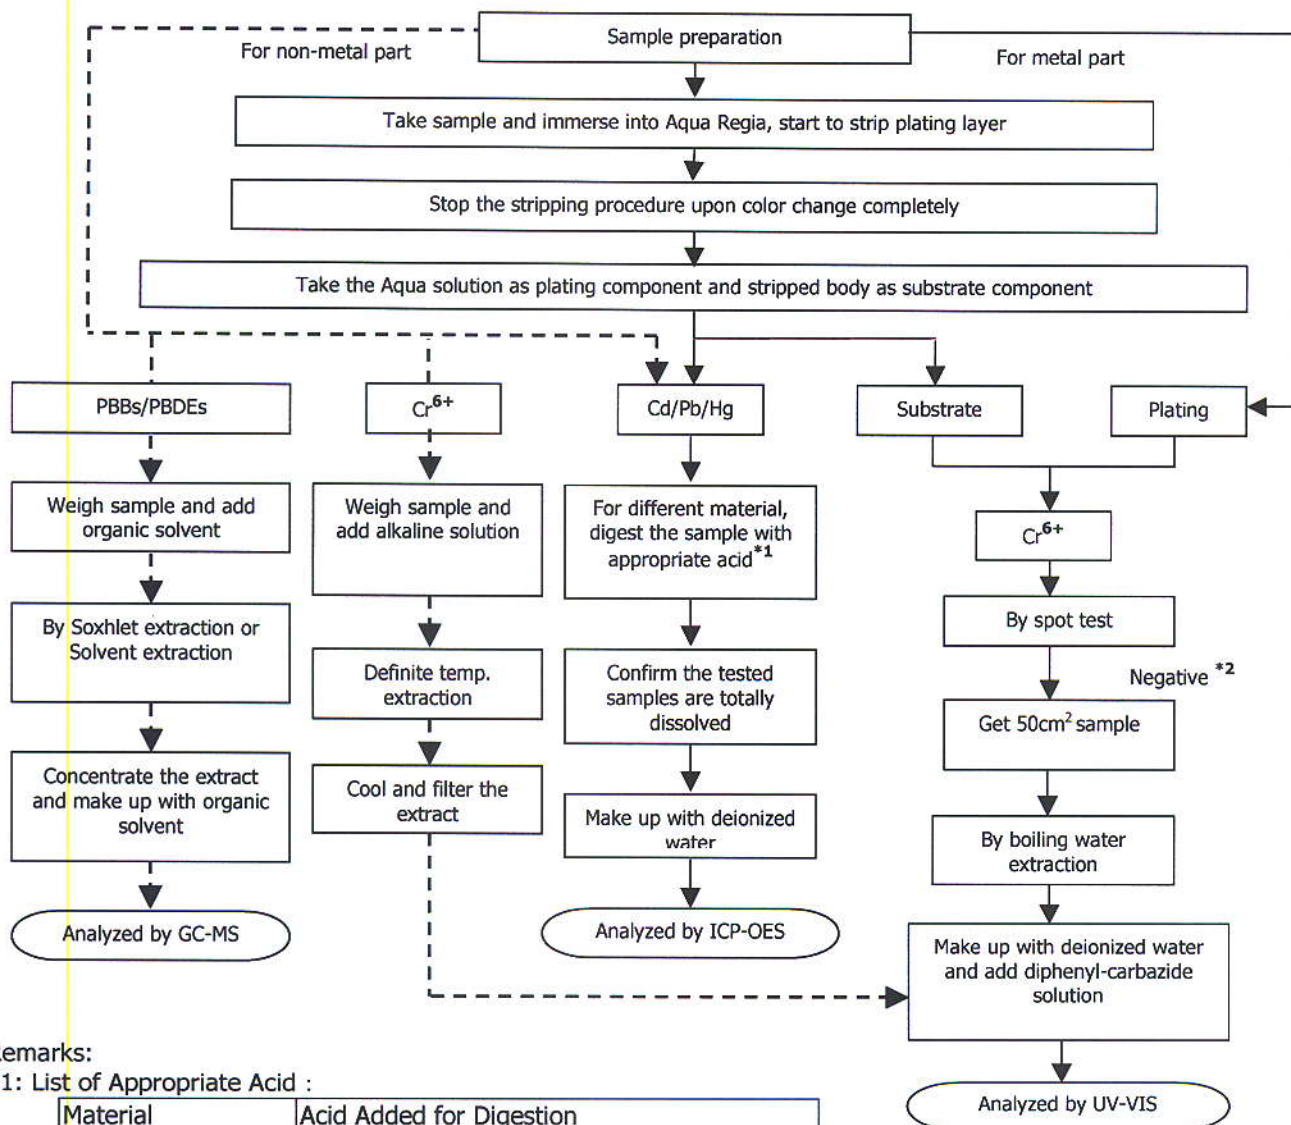 Sample preparation
For non-metal part
For metal part
Take sample and immerse into Aqua Regia, start to strip plating layer
Stop the stripping procedure upon color change completely
Take the Aqua solution as plating component and stripped body as substrate component
PBBs/PBDEs
Cr6+
Cd/Pb/Hg
Substrate
Plating
Weigh sample and add
organic solvent
Weigh sample and
add alkaline solution
For different material,
digest the sample with
appropriate acid*1
Cr6+
By Soxhlet extraction or
Solvent extraction
Definite temp.
extraction
Confirm the tested
samples are totally
dissolved
By spot test
Negative *2
Get 50cm2 sample
Concentrate the extract
and make up with organic
solvent
Cool and filter the
extract
Make up with deionized
water
By boiling water
extraction
Analyzed by GC-MS
Analyzed by ICP-OES
Make up with deionized water
and add diphenyl-carbazide
solution
Analyzed by UV-VIS
emarks:
1: List of Appropriate Acid :
Material
Acid Added for Digestion